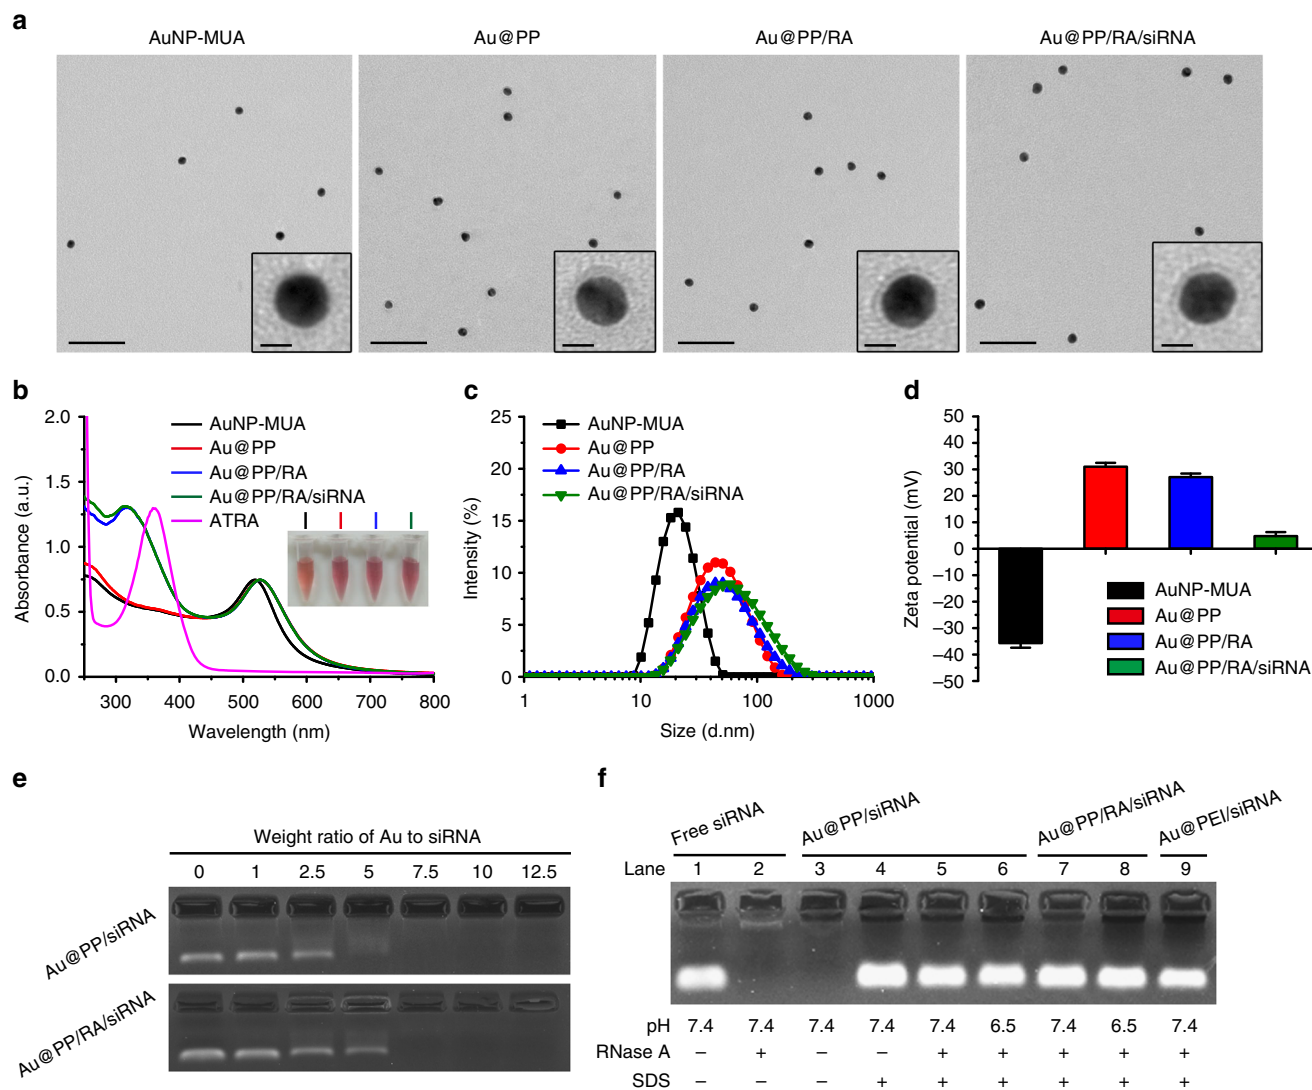 a
AuNP-MUA Au@PP Au@PP/RA Au@PP/RA/siRNA
b
2.0
1.5
1.0
0.5
0.0
Absorbance (a.u.)
AuNP-MUA
Au@PP
Au@PP/RA
Au@PP/RA/siRNA
ATRA
300 400 500 600 700 800
Wavelength (nm)
c
25
20
15
10
5
0
Intensity (%)
AuNP-MUA
Au@PP
Au@PP/RA
Au@PP/RA/siRNA
1 10 100 1000
Size (d.nm)
d
50
40
30
20
10
0
−10
−20
−30
−40
−50
Zeta potential (mV)
AuNP-MUA
Au@PP
Au@PP/RA
Au@PP/RA/siRNA
e
Weight ratio of Au to siRNA
0 1 2.5 5 7.5 10 12.5
Au@PP/siRNA
Au@PP/RA/siRNA
f
Free siRNA Au@PP/siRNA Au@PP/RA/siRNA Au@PEI/siRNA
Lane 1 2 3 4 5 6 7 8 9
pH 7.4 7.4 7.4 7.4 7.4 6.5 7.4 6.5 7.4
RNase A − + − − + + + + +
SDS − − − + + + + + +